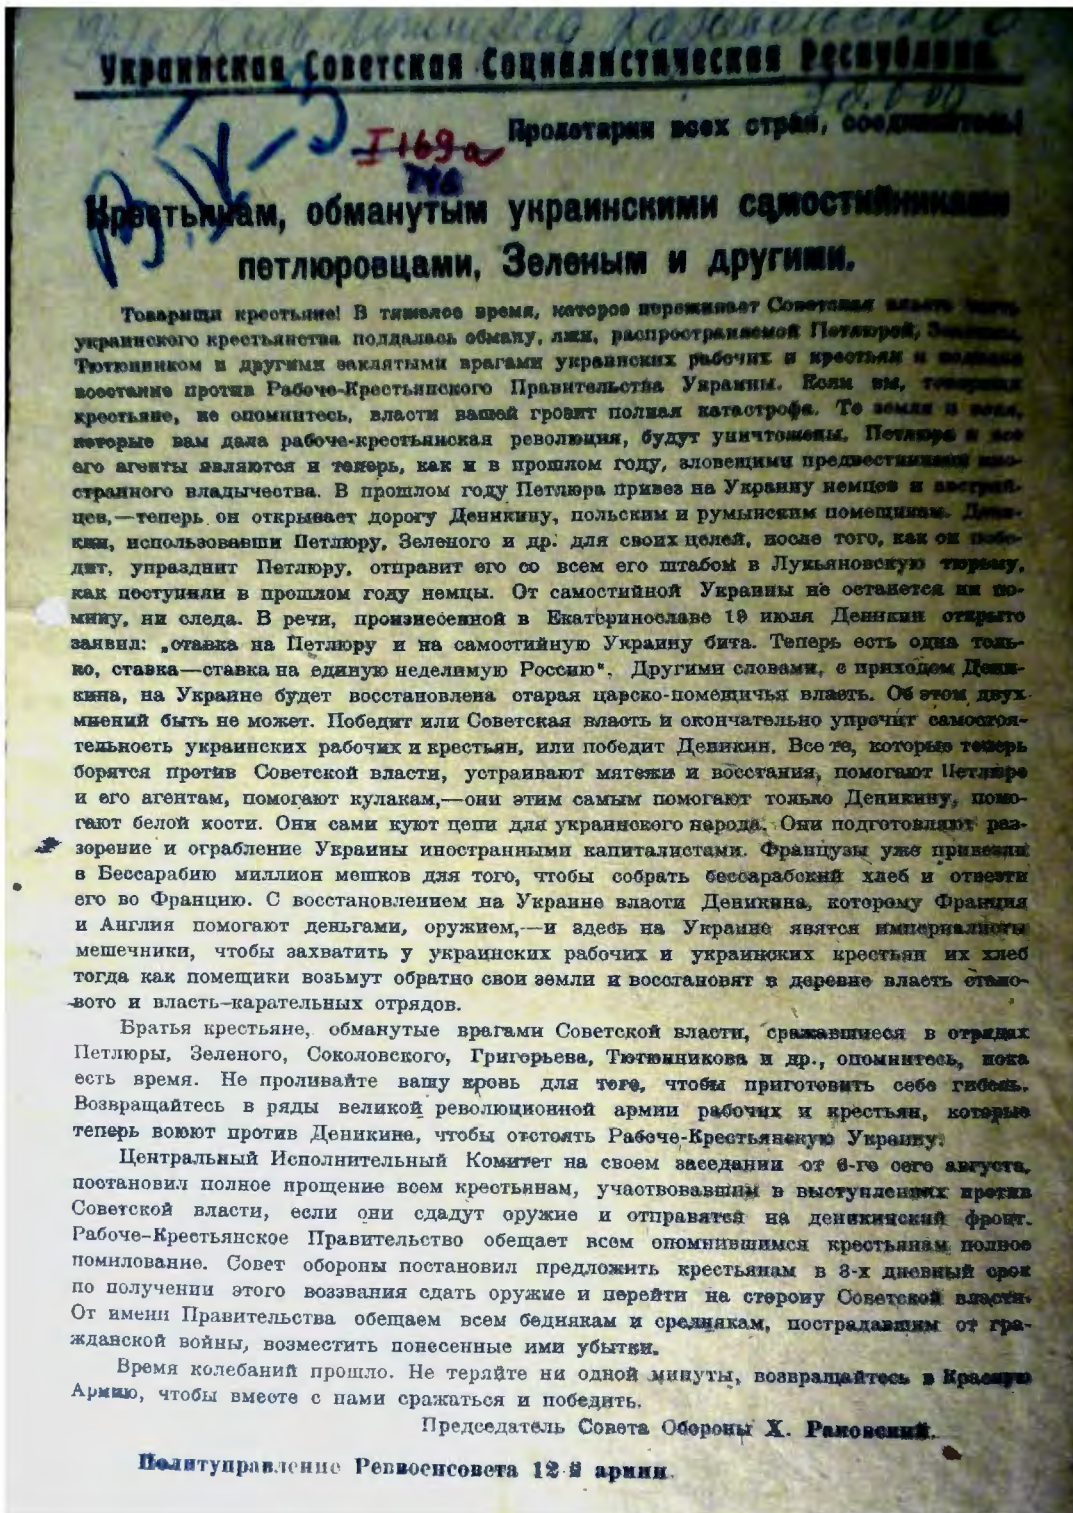 Украинская Советская Социалистическая Республика.
Пролетарии всех стран, соединяйтесь!
I 169а
Крестьянам, обманутым украинскими самостийниками
петлюровцами, Зеленым и другими.
Товарищи крестьяне! В тяжелое время, которое переживает Советская власть часть
украинского крестьянства поддалась обману, лжи, распространяемой Петлюрой, Зеленым,
Тютюнником и другими заклятыми врагами украинских рабочих и крестьян и подняла
восстание против Рабоче-Крестьянского Правительства Украины. Если вы, товарищи
крестьяне, не опомнитесь, власти вашей грозит полная катастрофа. Те земля и воля,
которые вам дала рабоче-крестьянская революция, будут уничтожены. Петлюра и все
его агенты являются и теперь, как и в прошлом году, зловещими предвестниками ино-
странного владычества. В прошлом году Петлюра привез на Украину немцев и австрий-
цев,—теперь он открывает дорогу Деникину, польским и румынским помещикам. Дени-
кин, использовавши Петлюру, Зеленого и др. для своих целей, после того, как он побе-
дит, упразднит Петлюру, отправит его со всем его штабом в Лукьяновскую тюрьму,
как поступили в прошлом году немцы. От самостийной Украины не останется ни по-
мину, ни следа. В речи, произнесенной в Екатеринославе 19 июля Деникин открыто
заявил: „ставка на Петлюру и на самостийную Украину бита. Теперь есть одна толь-
ко, ставка—ставка на единую неделимую Россию“. Другими словами, с приходом Дени-
кина, на Украине будет восстановлена старая царско-помещичья власть. Об этом двух
мнений быть не может. Победит или Советская власть и окончательно упрочит самостоя-
тельность украинских рабочих и крестьян, или победит Деникин. Все те, которые теперь
борятся против Советской власти, устраивают мятежи и восстания, помогают Петлюре
и его агентам, помогают кулакам,—они этим самым помогают только Деникину, помо-
гают белой кости. Они сами куют цепи для украинского народа. Они подготовляют раз-
зорение и ограбление Украины иностранными капиталистами. Французы уже привезли
в Бессарабию миллион мешков для того, чтобы собрать бессарабский хлеб и отвезти
его во Францию. С восстановлением на Украине власти Деникина, которому Франция
и Англия помогают деньгами, оружием,—и здесь на Украине явятся империалисты
мешечники, чтобы захватить у украинских рабочих и украинских крестьян их хлеб
тогда как помещики возьмут обратно свои земли и восстановят в деревне власть стано-
вого и власть-карательных отрядов.
Братья крестьяне, обманутые врагами Советской власти, сражавшиеся в отрядах
Петлюры, Зеленого, Соколовского, Григорьева, Тютюнникова и др., опомнитесь, пока
есть время. Не проливайте вашу кровь для того, чтобы приготовить себе гибель.
Возвращайтесь в ряды великой революционной армии рабочих и крестьян, которые
теперь воюют против Деникина, чтобы отстоять Рабоче-Крестьянскую Украину.
Центральный Исполнительный Комитет на своем заседании от 6-го сего августа,
постановил полное прощение всем крестьянам, участвовавшим в выступлениях против
Советской власти, если они сдадут оружие и отправятся на деникинский фронт.
Рабоче-Крестьянское Правительство обещает всем опомнившимся крестьянам полное
помилование. Совет обороны постановил предложить крестьянам в 3-х дневный срок
по получении этого воззвания сдать оружие и перейти на сторону Советской власти.
От имени Правительства обещаем всем беднякам и среднякам, пострадавшим от гра-
жданской войны, возместить понесенные ими убытки.
Время колебаний прошло. Не теряйте ни одной минуты, возвращайтесь в Красную
Армию, чтобы вместе с нами сражаться и победить.
Председатель Совета Обороны Х. Раковский.
Политуправление Реввоенсовета 12-й армии.